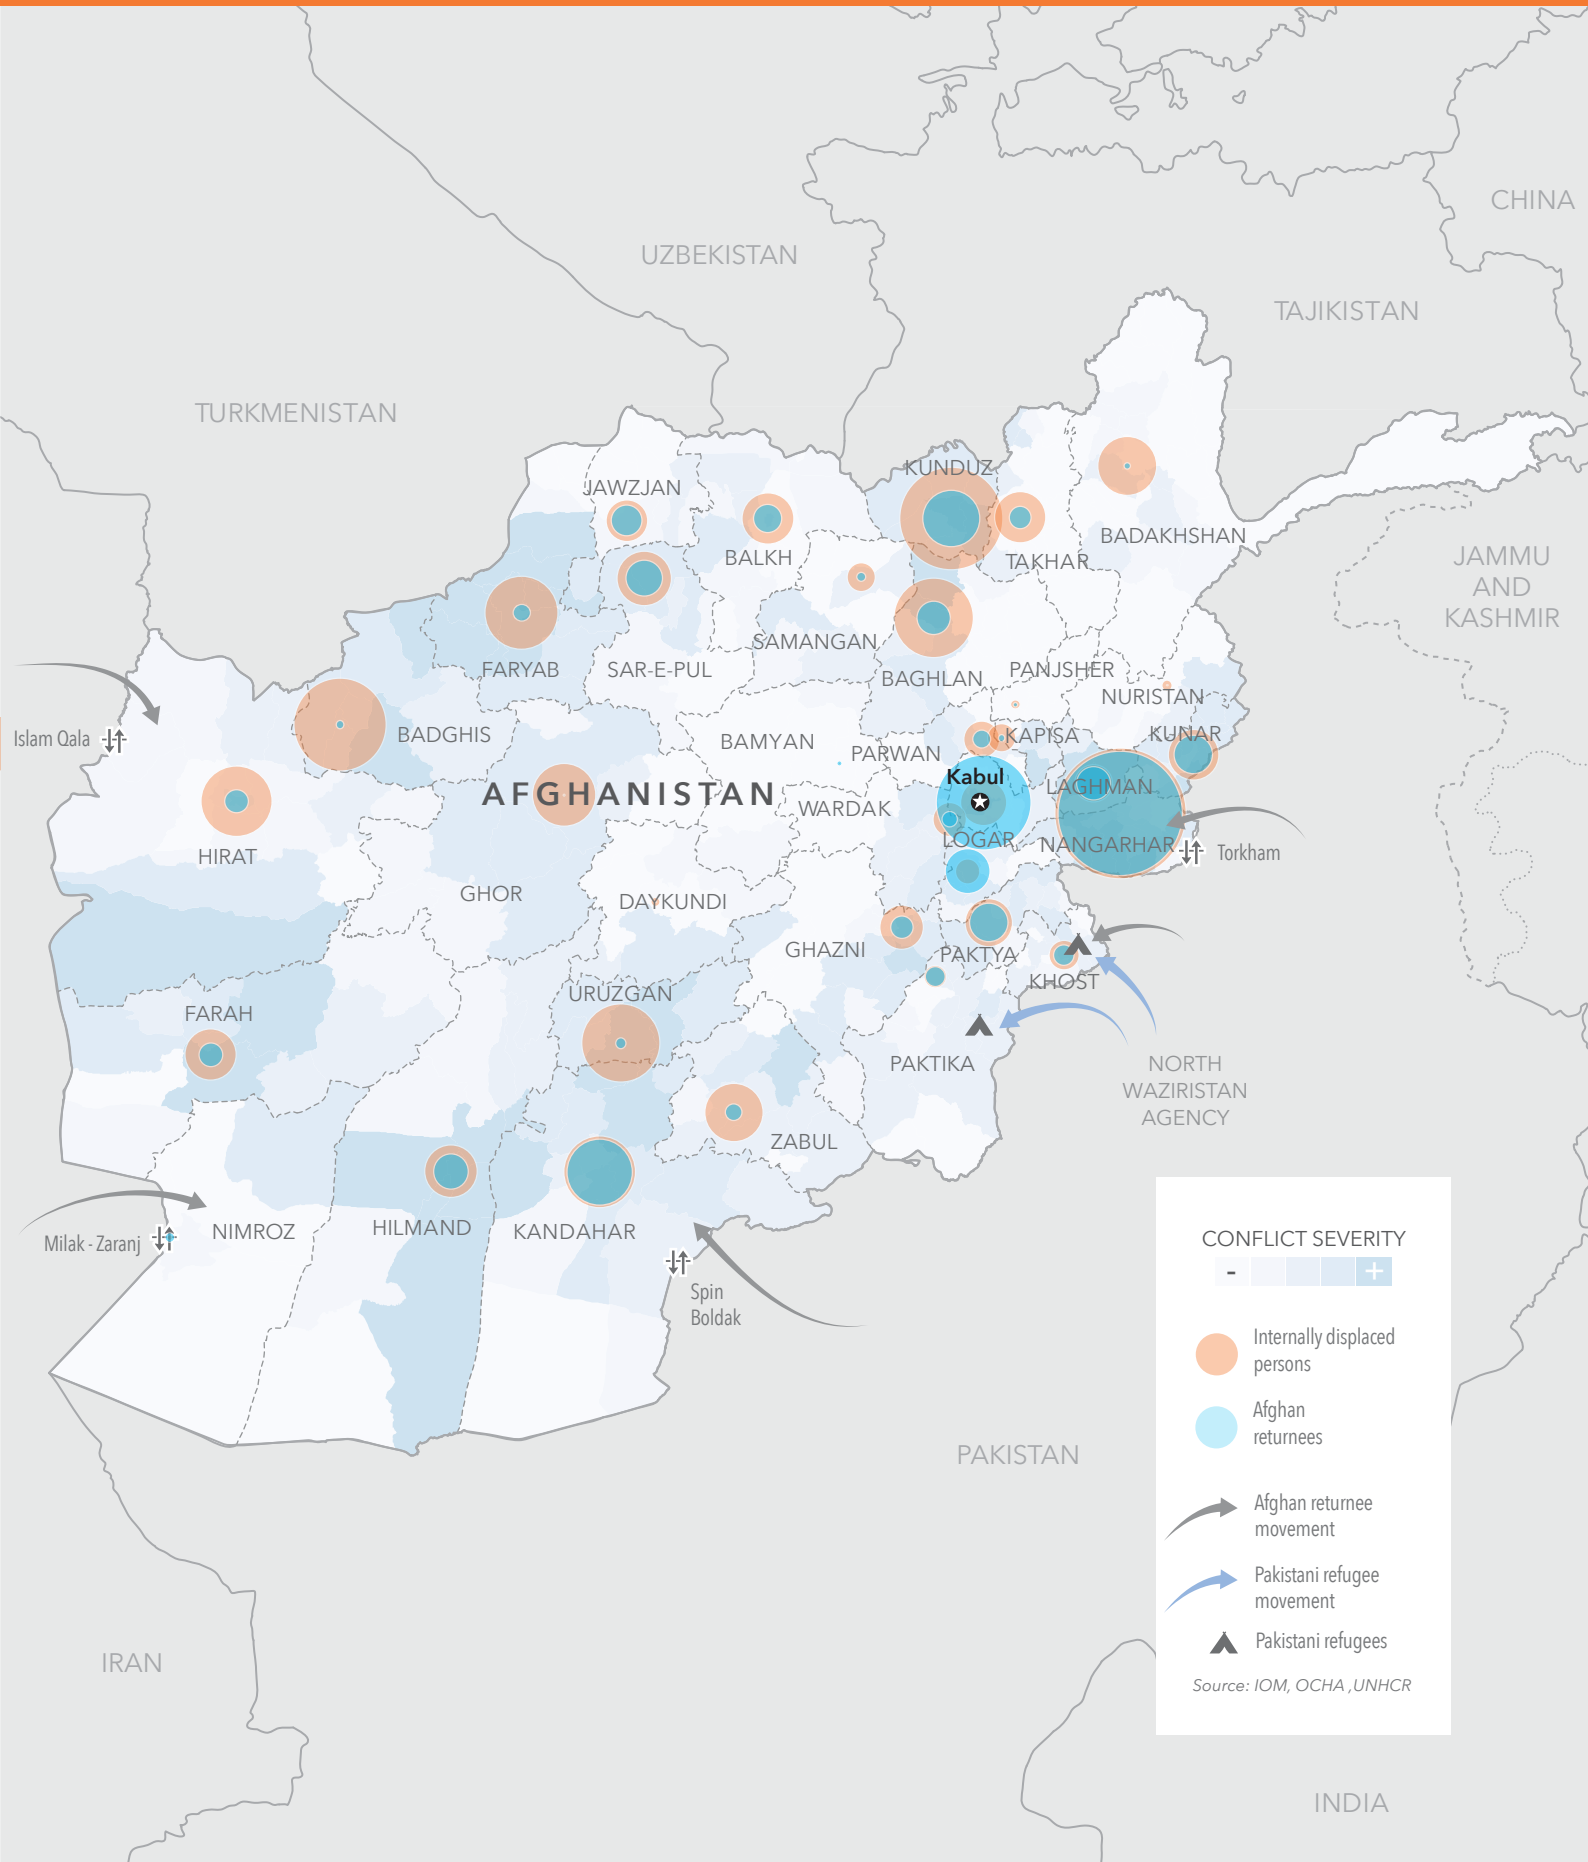 CHINA
UZBEKISTAN
TAJIKISTAN
TURKMENISTAN
KUNDUZ
JAWZJAN
BADAKHSHAN
BALKH
TAKHAR
JAMMU
AND
KASHMIR
SAMANGAN
FARYAB
SAR-E-PUL
BAGHLAN
PANJSHER
NURISTAN
Islam Qala
BADGHIS
BAMYAN
PARWAN
KAPISA
KUNAR
Kabul
LAGHMAN
AFGHANISTAN
WARDAK
LOGAR
NANGARHAR
Torkham
HIRAT
GHOR
DAYKUNDI
GHAZNI
PAKTYA
KHOST
URUZGAN
FARAH
PAKTIKA
NORTH
WAZIRISTAN
AGENCY
ZABUL
Milak - Zaranj
NIMROZ
HILMAND
KANDAHAR
Spin
Boldak
PAKISTAN
IRAN
INDIA
CONFLICT SEVERITY
- +
Internally displaced
persons
Afghan
returnees
Afghan returnee
movement
Pakistani refugee
movement
Pakistani refugees
Source: IOM, OCHA ,UNHCR